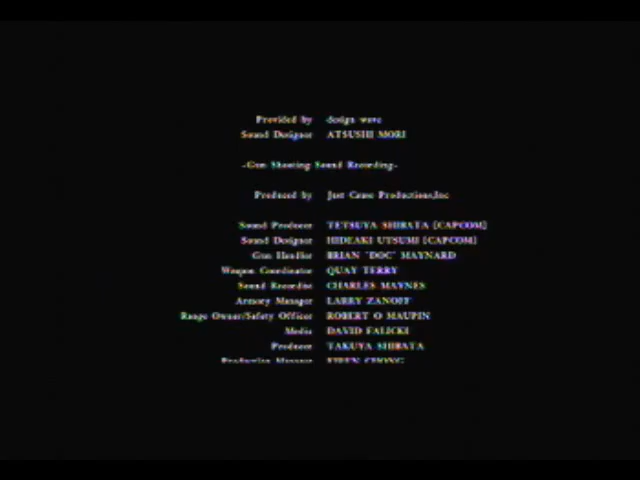 Provided by design wave
Sound Designer ATSUSHI MORI
-Gun Shooting Sound Recording-
Produced by Just Cause Productions,Inc
Sound Producer TETSUYA SHIBATA [CAPCOM]
Sound Designer HIDEAKI UTSUMI [CAPCOM]
Gun Handler BRIAN "DOC" MAYNARD
Weapon Coordinator QUAY TERRY
Sound Recordist CHARLES MAYNES
Armory Manager LARRY ZANOFF
Range Owner/Safety Officer ROBERT O MAUPIN
Medic DAVID FALICKI
Producer TAKUYA SHIBATA
Production Manager CHONG